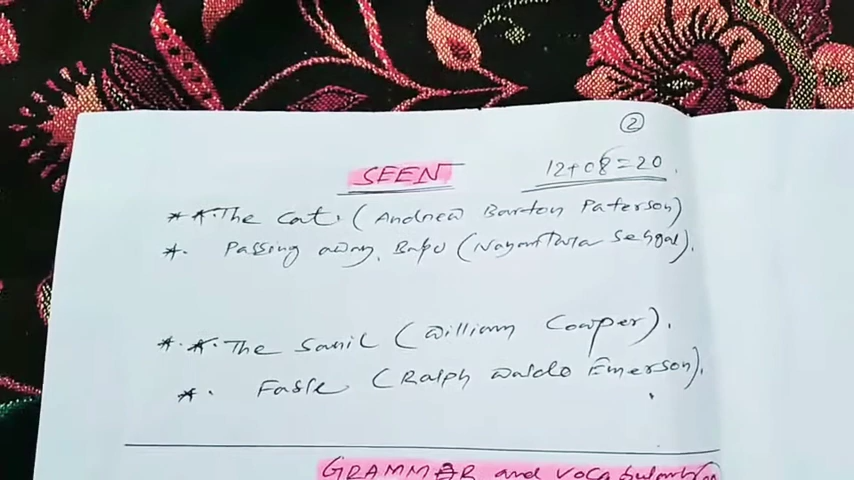 ②
SEEN 12+08=20.
**. The Cat. (Andrew Barton Paterson)
*. Passing away, Bapu (Nayantara Sehgal).
*.*. The Snail (William Cowper).
*. Fable (Ralph Waldo Emerson).
GRAMMAR and vocabulary